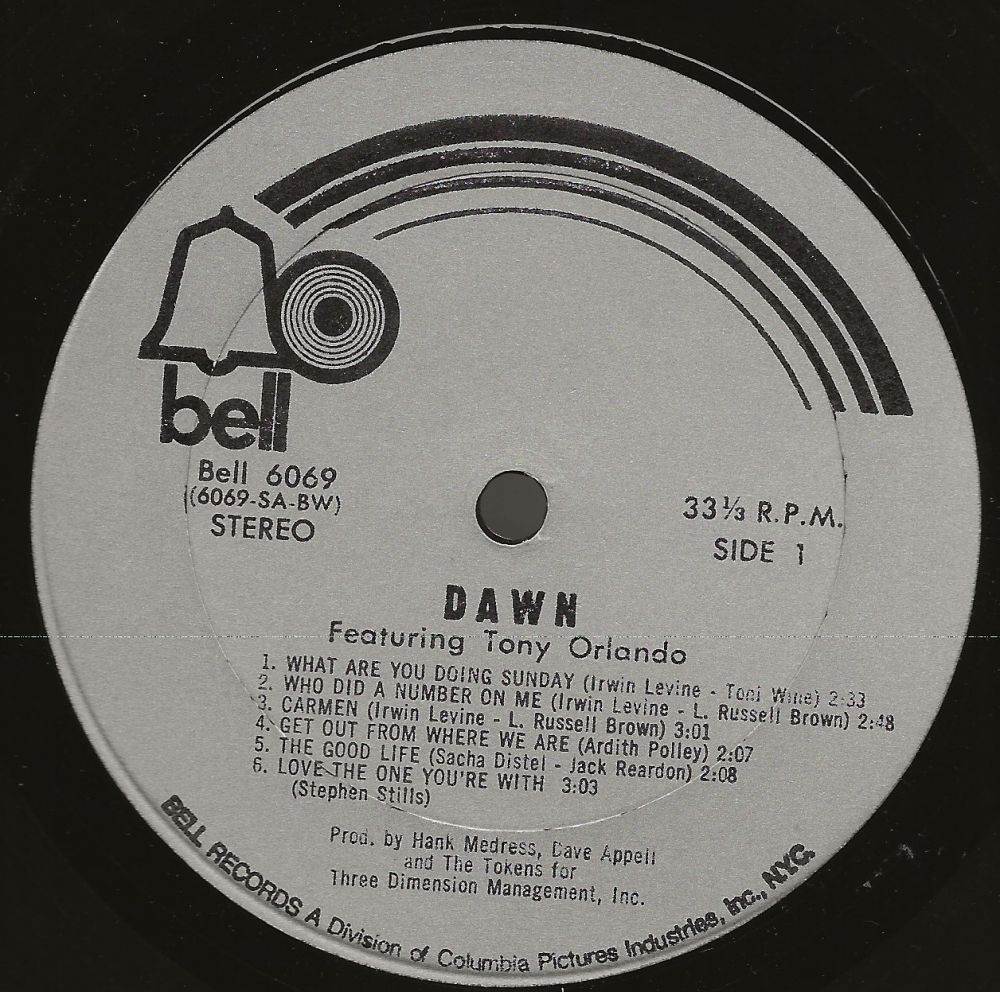 bell
Bell 6069
(6069-SA-BW)
STEREO
33⅓ R.P.M.
SIDE 1
DAWN
Featuring Tony Orlando
1. WHAT ARE YOU DOING SUNDAY (Irwin Levine - Toni Wine) 2:33
2. WHO DID A NUMBER ON ME (Irwin Levine - L. Russell Brown) 2:48
3. CARMEN (Irwin Levine - L. Russell Brown) 3:01
4. GET OUT FROM WHERE WE ARE (Ardith Polley) 2:07
5. THE GOOD LIFE (Sacha Distel - Jack Reardon) 2:08
6. LOVE THE ONE YOU'RE WITH 3:03
(Stephen Stills)
Prod. by Hank Medress, Dave Appell
and The Tokens for
Three Dimension Management, Inc.
BELL RECORDS A Division of Columbia Pictures Industries, Inc., N.Y.C.